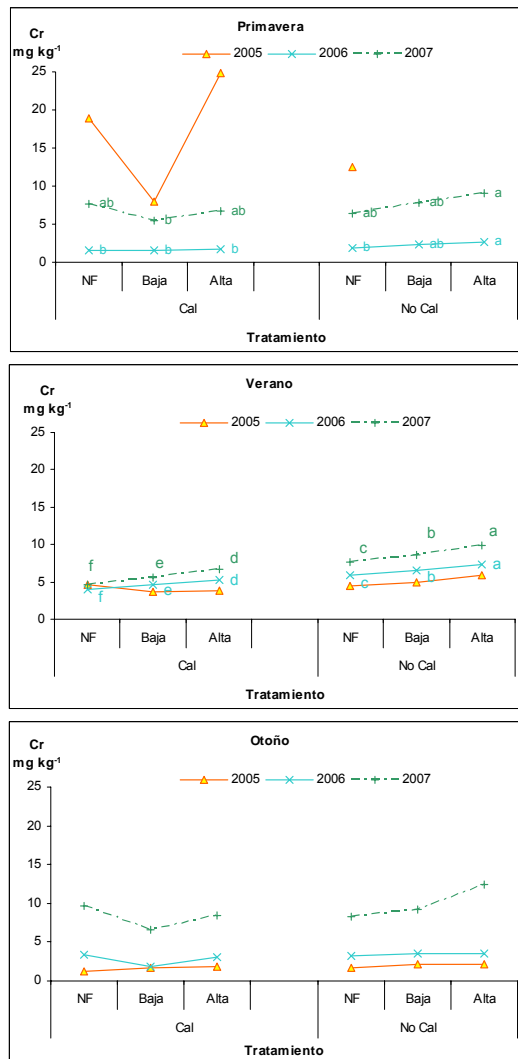 Primavera
Cr
mg kg-1
2005 2006 2007
25
20
15
10
5
0
ab b ab ab ab a
b b b b ab a
NF Baja Alta NF Baja Alta
Cal No Cal
Tratamiento
Verano
Cr
mg kg-1
2005 2006 2007
25
20
15
10
5
0
f e d c b a
f e d c b a
NF Baja Alta NF Baja Alta
Cal No Cal
Tratamiento
Otoño
Cr
mg kg-1
2005 2006 2007
25
20
15
10
5
0
NF Baja Alta NF Baja Alta
Cal No Cal
Tratamiento